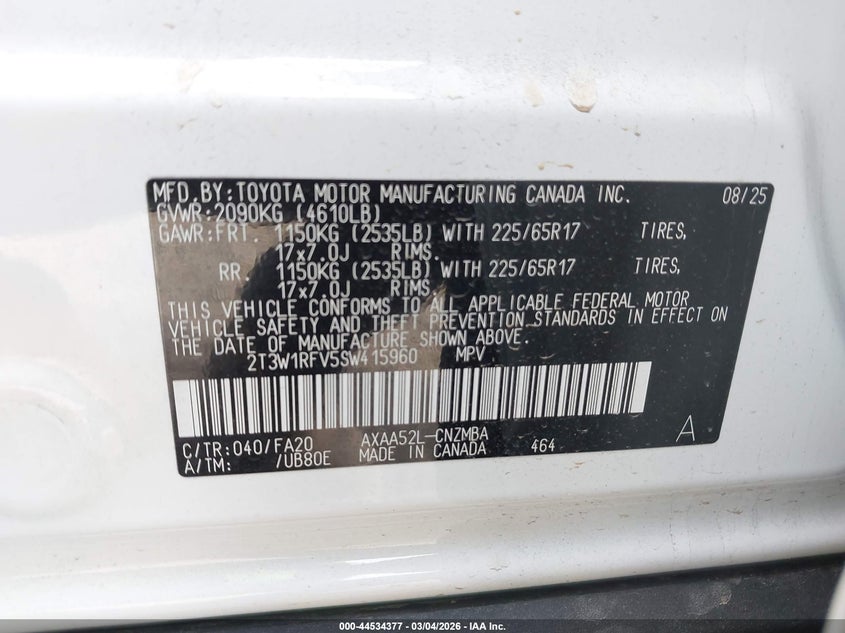 MFD.BY:TOYOTA MOTOR MANUFACTURING CANADA INC. 08/25
GVWR:2090KG (4610LB)
GAWR:FRT. 1150KG (2535LB) WITH 225/65R17 TIRES,
17x7.0J RIMS.
RR. 1150KG (2535LB) WITH 225/65R17 TIRES,
17x7.0J RIMS.
THIS VEHICLE CONFORMS TO ALL APPLICABLE FEDERAL MOTOR
VEHICLE SAFETY AND THEFT PREVENTION STANDARDS IN EFFECT ON
THE DATE OF MANUFACTURE SHOWN ABOVE.
2T3W1RFV5SW415960 MPV
C/TR:040/FA20 AXAA52L-CNZMBA A
A/TM: /UB80E MADE IN CANADA 464
000-44534377 - 03/04/2026 - IAA Inc.